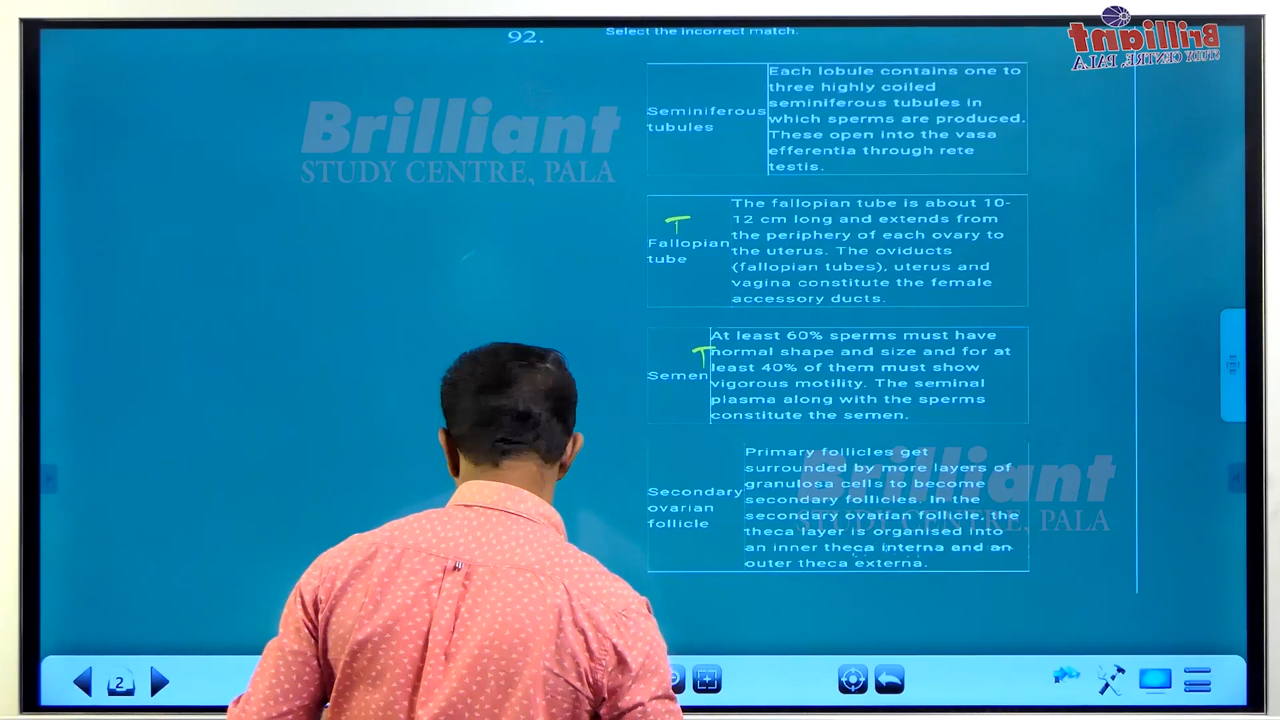 92.
Select the incorrect match.
Brilliant
STUDY CENTRE, PALA
Brilliant
STUDY CENTRE, PALA
Seminiferous
tubules
Each lobule contains one to
three highly coiled
seminiferous tubules in
which sperms are produced.
These open into the vasa
efferentia through rete
testis.
T
Fallopian
tube
The fallopian tube is about 10-
12 cm long and extends from
the periphery of each ovary to
the uterus. The oviducts
(fallopian tubes), uterus and
vagina constitute the female
accessory ducts.
T
Semen
At least 60% sperms must have
normal shape and size and for at
least 40% of them must show
vigorous motility. The seminal
plasma along with the sperms
constitute the semen.
Secondary
ovarian
follicle
Primary follicles get
surrounded by more layers of
granulosa cells to become
secondary follicles. In the
secondary ovarian follicle, the
theca layer is organised into
an inner theca interna and an
outer theca externa.
Brilliant
STUDY CENTRE, PALA
2